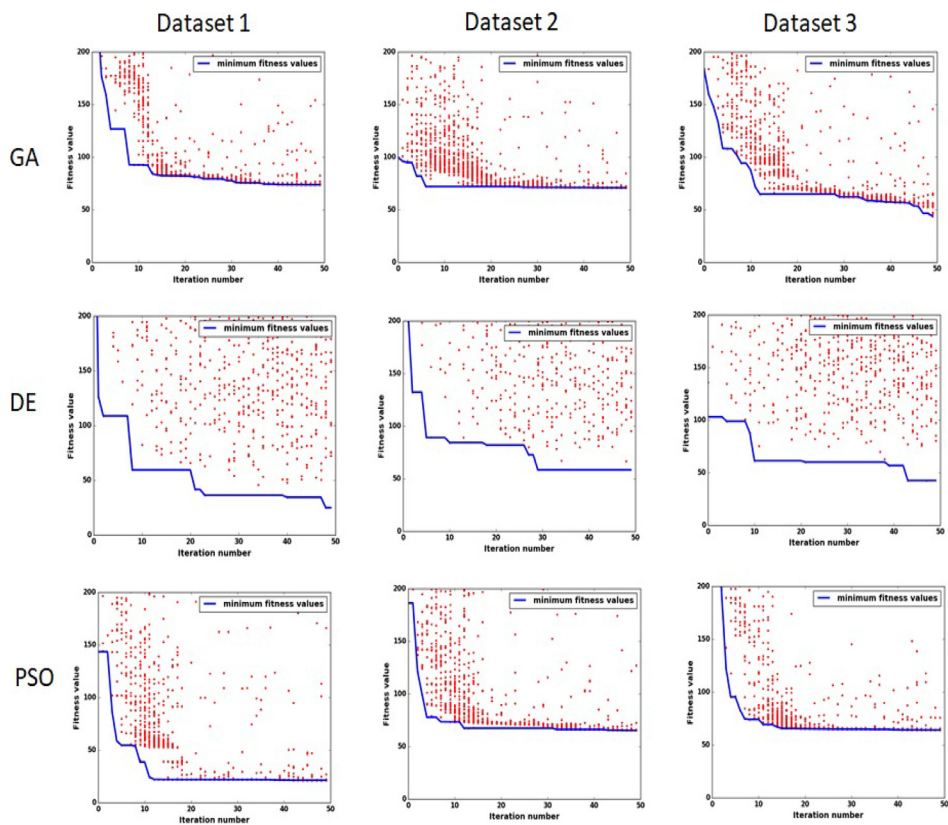 Dataset 1 Dataset 2 Dataset 3
GA
200
150
100
50
0
Fitness value
minimum fitness values
0 10 20 30 40 50
Iteration number
200
150
100
50
0
Fitness value
minimum fitness values
0 10 20 30 40 50
Iteration number
200
150
100
50
0
Fitness value
minimum fitness values
0 10 20 30 40 50
Iteration number
DE
200
150
100
50
0
Fitness value
minimum fitness values
0 10 20 30 40 50
Iteration number
200
150
100
50
0
Fitness value
minimum fitness values
0 10 20 30 40 50
Iteration number
200
150
100
50
0
Fitness value
minimum fitness values
0 10 20 30 40 50
Iteration number
PSO
200
150
100
50
0
Fitness value
minimum fitness values
0 10 20 30 40 50
Iteration number
200
150
100
50
0
Fitness value
minimum fitness values
0 10 20 30 40 50
Iteration number
200
150
100
50
0
Fitness value
minimum fitness values
0 10 20 30 40 50
Iteration number